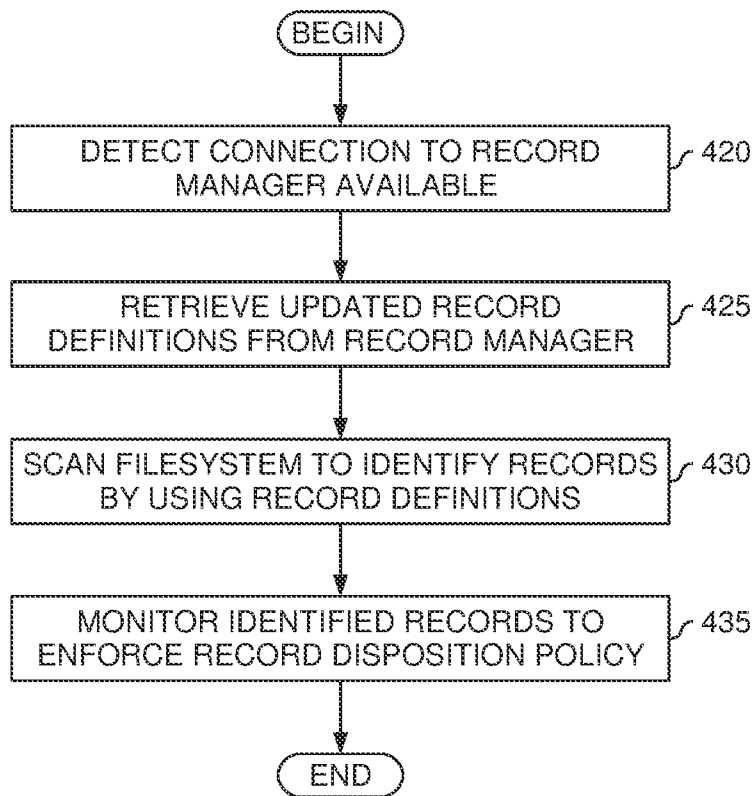 BEGIN
DETECT CONNECTION TO RECORD
MANAGER AVAILABLE
420
RETRIEVE UPDATED RECORD
DEFINITIONS FROM RECORD MANAGER
425
SCAN FILESYSTEM TO IDENTIFY RECORDS
BY USING RECORD DEFINITIONS
430
MONITOR IDENTIFIED RECORDS TO
ENFORCE RECORD DISPOSITION POLICY
435
END